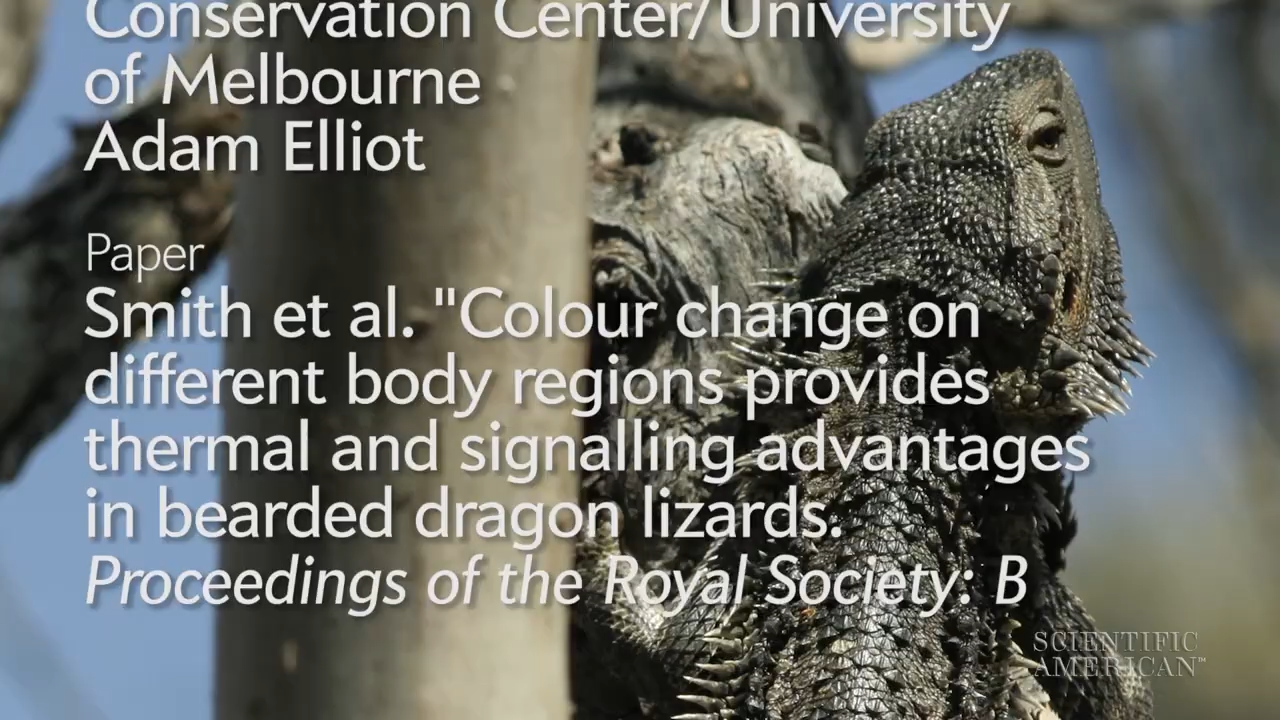 Conservation Center/University
of Melbourne
Adam Elliot
Paper
Smith et al. "Colour change on
different body regions provides
thermal and signalling advantages
in bearded dragon lizards.
Proceedings of the Royal Society: B
SCIENTIFIC
AMERICAN™